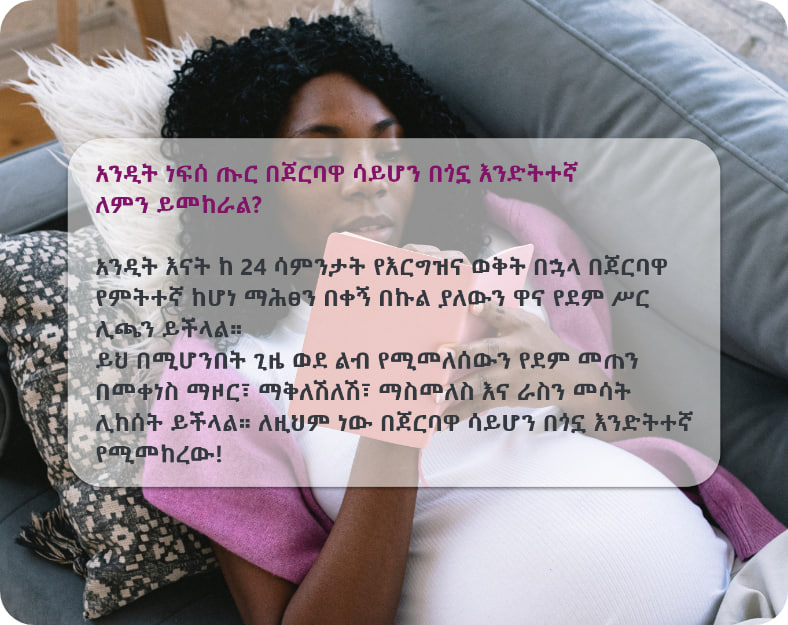 አንዲት ነፍሰ ጡር በጀርባዋ ሳይሆን በጎኗ እንድትተኛ
ለምን ይመከራል?
አንዲት እናት ከ 24 ሳምንታት የእርግዝና ወቅት በኋላ በጀርባዋ
የምትተኛ ከሆነ ማሕፀን በቀኝ በኩል ያለውን ዋና የደም ሥር
ሊጫን ይችላል።
ይህ በሚሆንበት ጊዜ ወደ ልብ የሚመለሰውን የደም መጠን
በመቀነስ ማዞር፣ ማቅለሽለሽ፣ ማስመለስ እና ራስን መሳት
ሊከሰት ይችላል። ለዚህም ነው በጀርባዋ ሳይሆን በጎኗ እንድትተኛ
የሚመከረው!